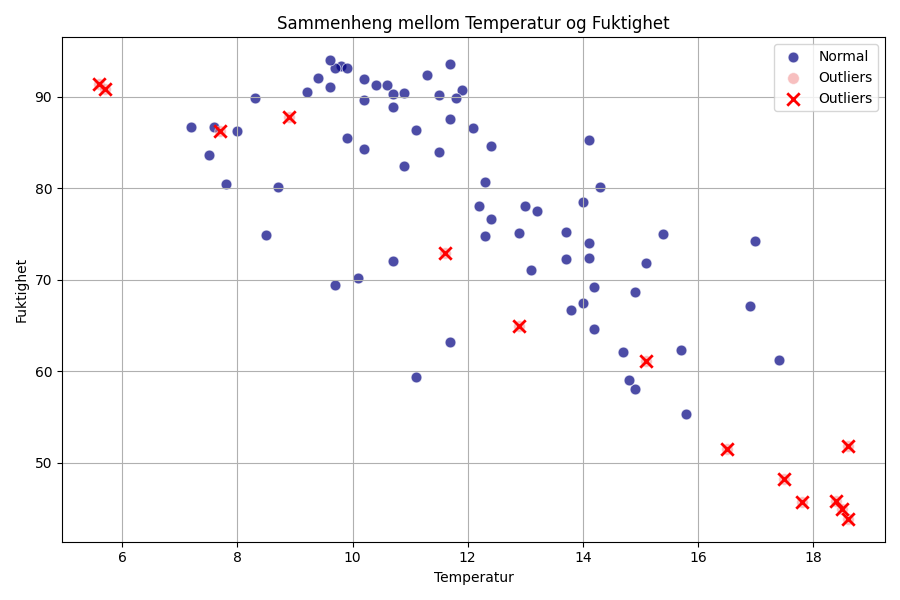 Sammenheng mellom Temperatur og Fuktighet
Normal
Outliers
Outliers
Fuktighet
90
80
70
60
50
6 8 10 12 14 16 18
Temperatur